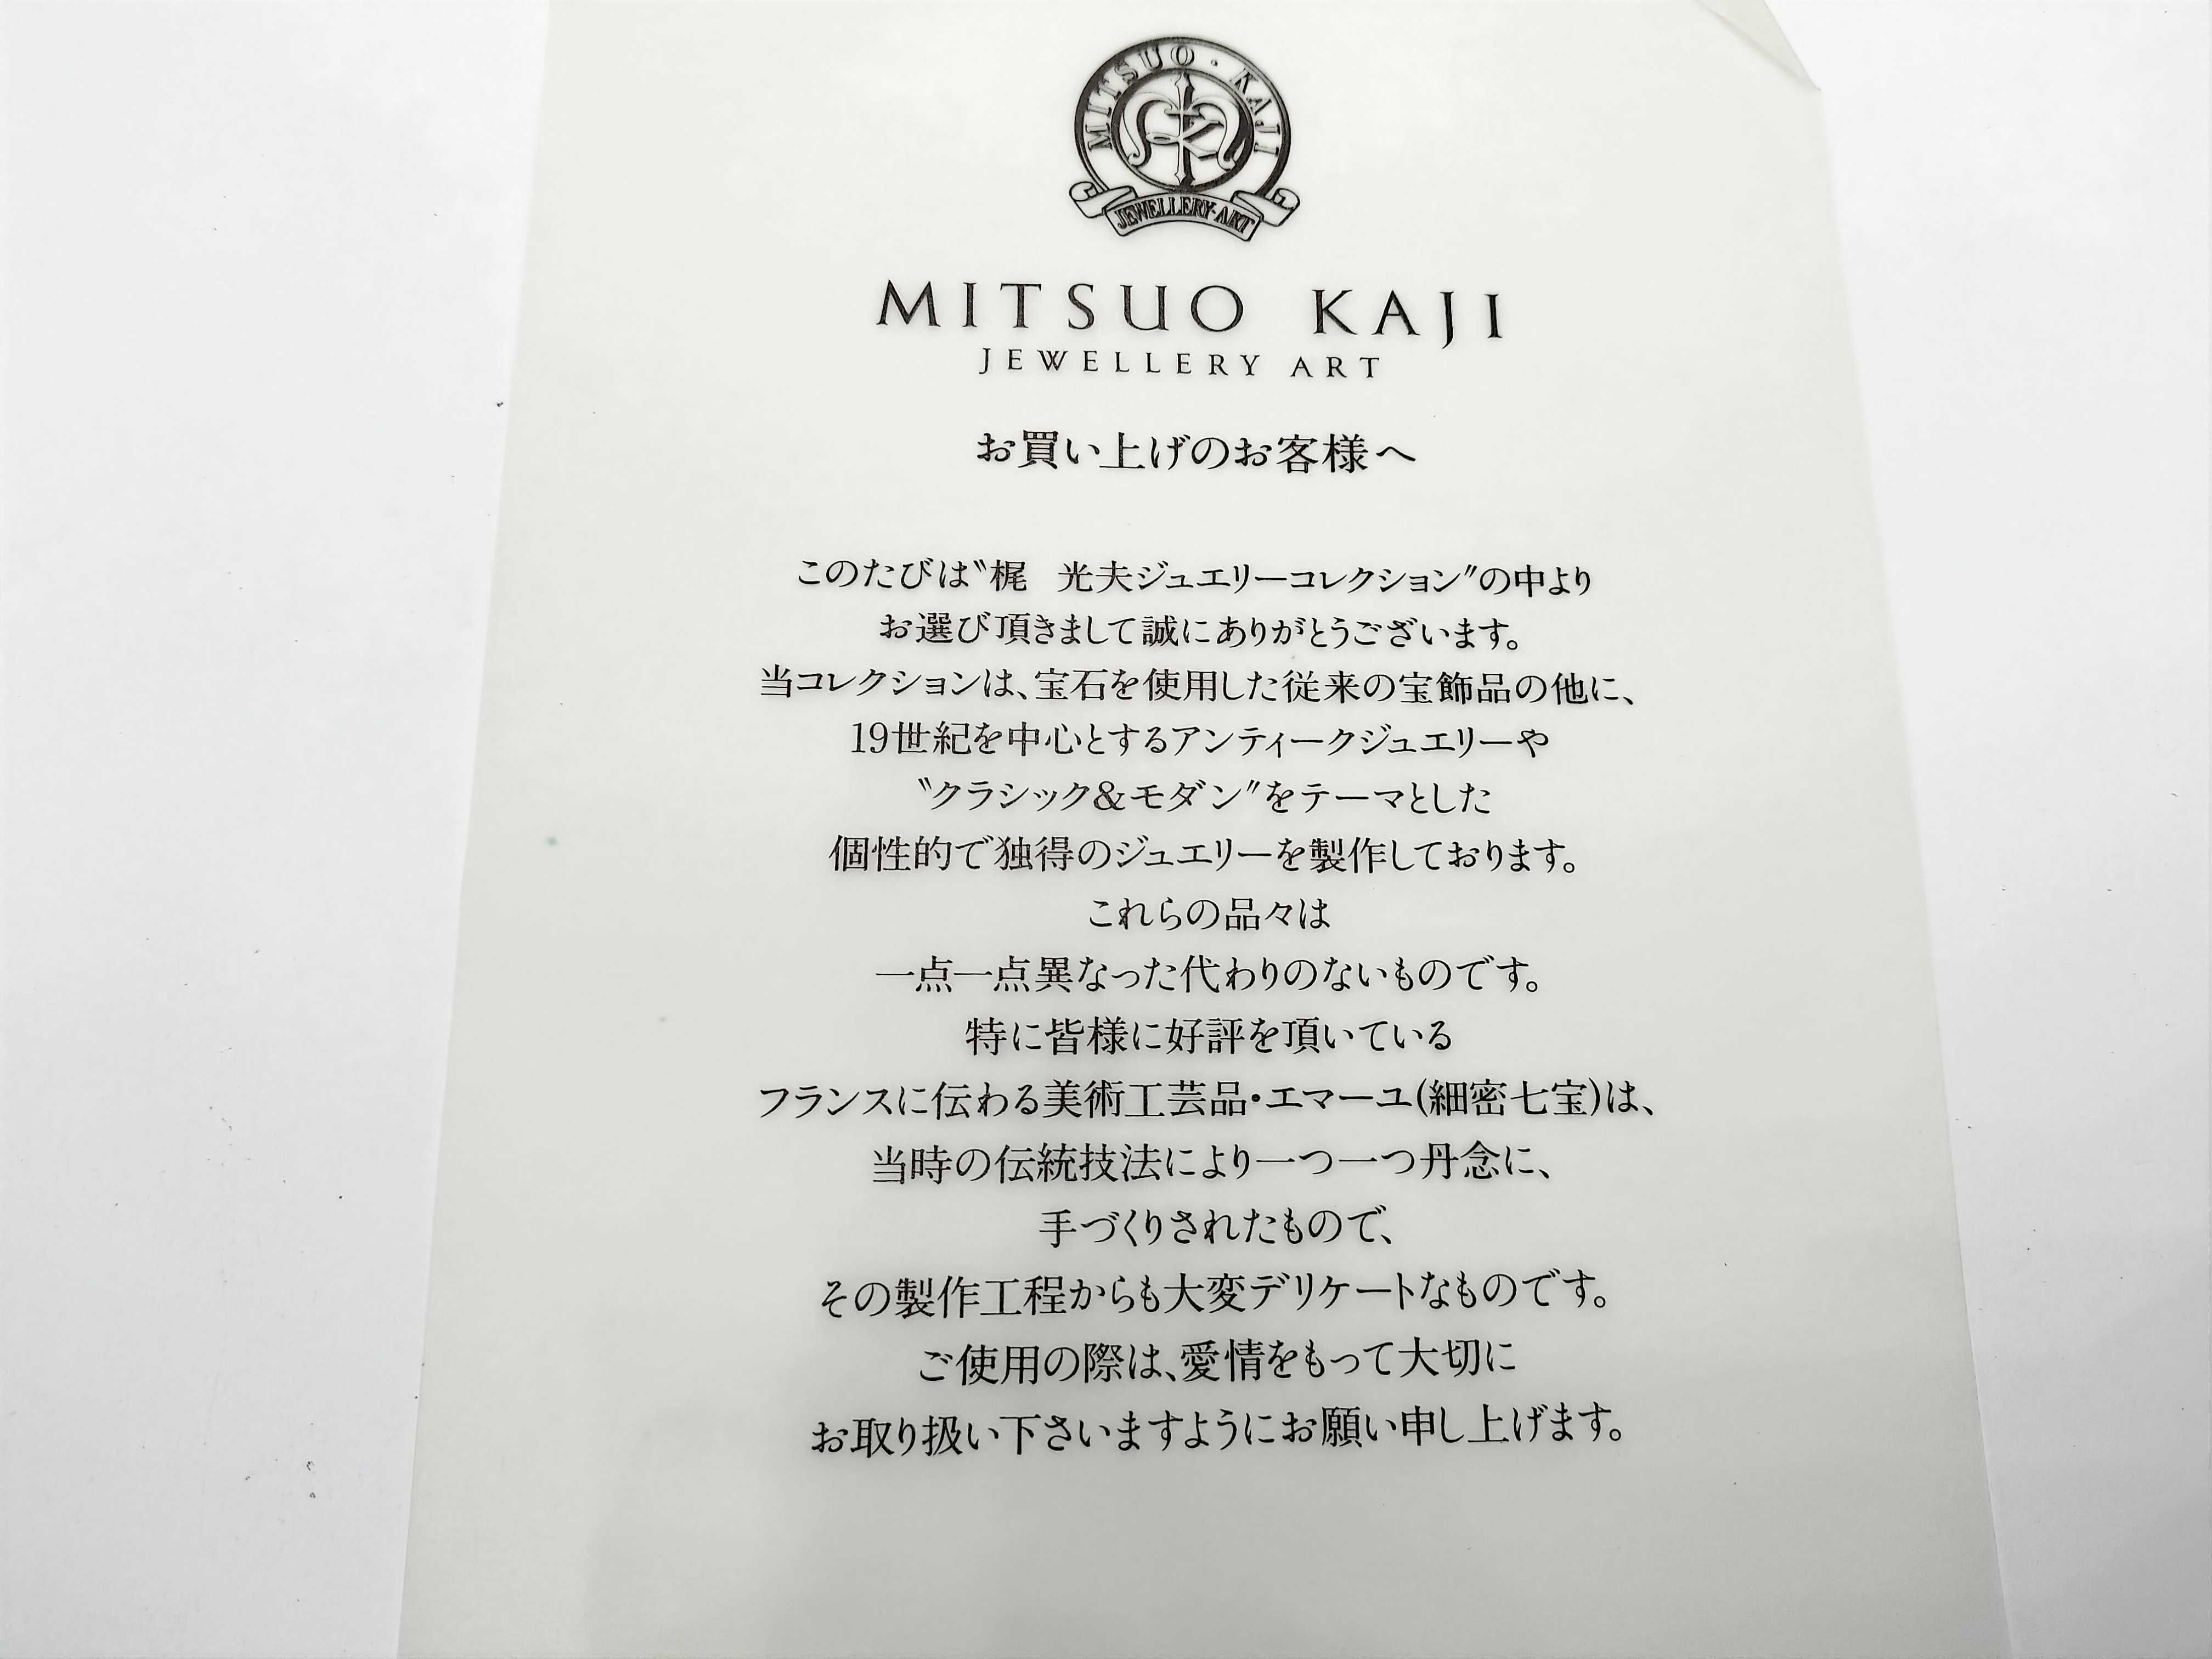 MITSUO・KAJI
JEWELLERY・ART
MITSUO KAJI
JEWELLERY ART
お買い上げのお客様へ
このたびは〝梶　光夫ジュエリーコレクション〟の中より
お選び頂きまして誠にありがとうございます。
当コレクションは、宝石を使用した従来の宝飾品の他に、
19世紀を中心とするアンティークジュエリーや
〝クラシック&モダン〟をテーマとした
個性的で独得のジュエリーを製作しております。
これらの品々は
一点一点異なった代わりのないものです。
特に皆様に好評を頂いている
フランスに伝わる美術工芸品・エマーユ(細密七宝)は、
当時の伝統技法により一つ一つ丹念に、
手づくりされたもので、
その製作工程からも大変デリケートなものです。
ご使用の際は、愛情をもって大切に
お取り扱い下さいますようにお願い申し上げます。